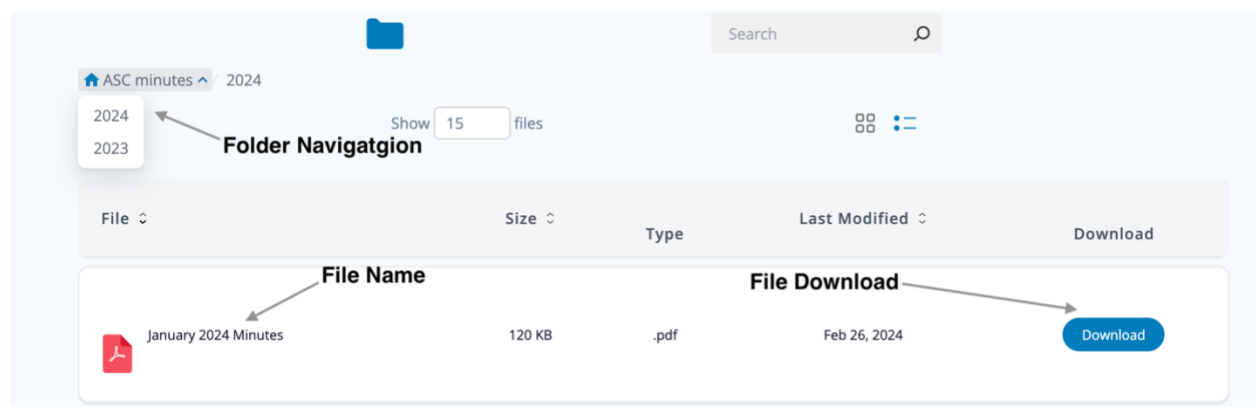 Search
ASC minutes / 2024
2024
2023
Show 15 files
Folder Navigatgion
File Size Type Last Modified Download
File Name
File Download
January 2024 Minutes 120 KB .pdf Feb 26, 2024 Download